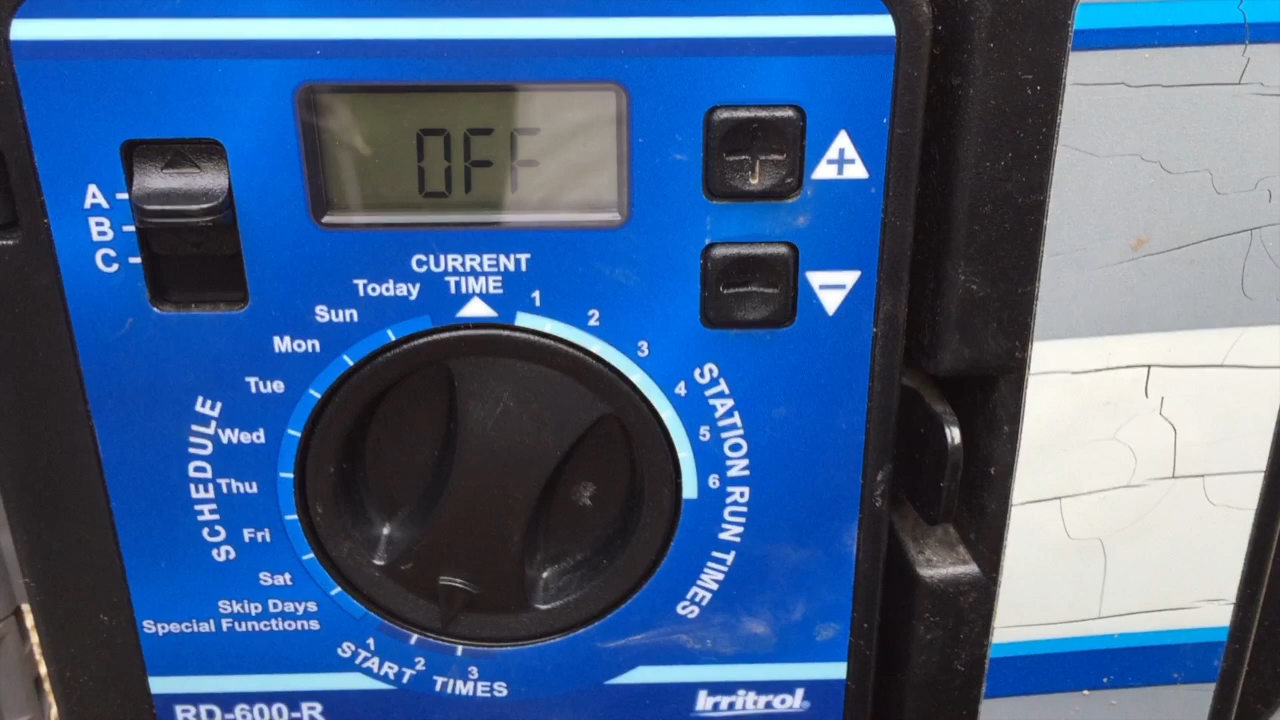 OFF
+
A
B
C
CURRENT
TIME
Today
Sun
Mon
Tue
Wed
Thu
Fri
Sat
Skip Days
Special Functions
SCHEDULE
1
2
3
4
5
6
STATION RUN TIMES
1
2
3
START TIMES
RD-600-R
Irritrol®